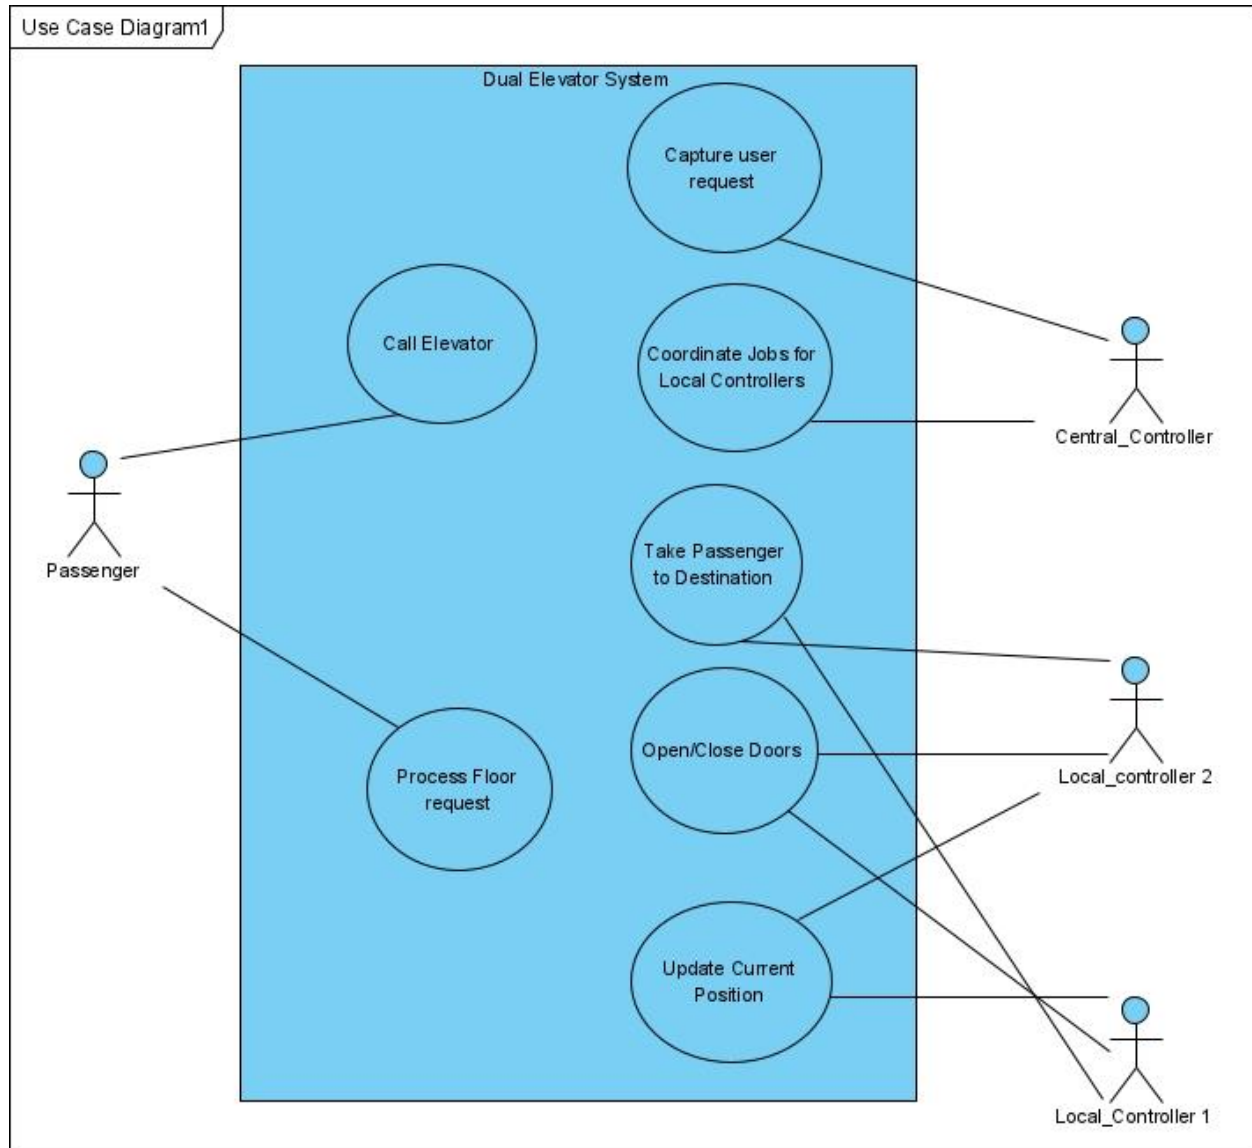 Use Case Diagram1
Dual Elevator System
Capture user
request
Call Elevator
Coordinate Jobs for
Local Controllers
Central_Controller
Passenger
Take Passenger
to Destination
Open/Close Doors
Local_controller 2
Process Floor
request
Update Current
Position
Local_Controller 1